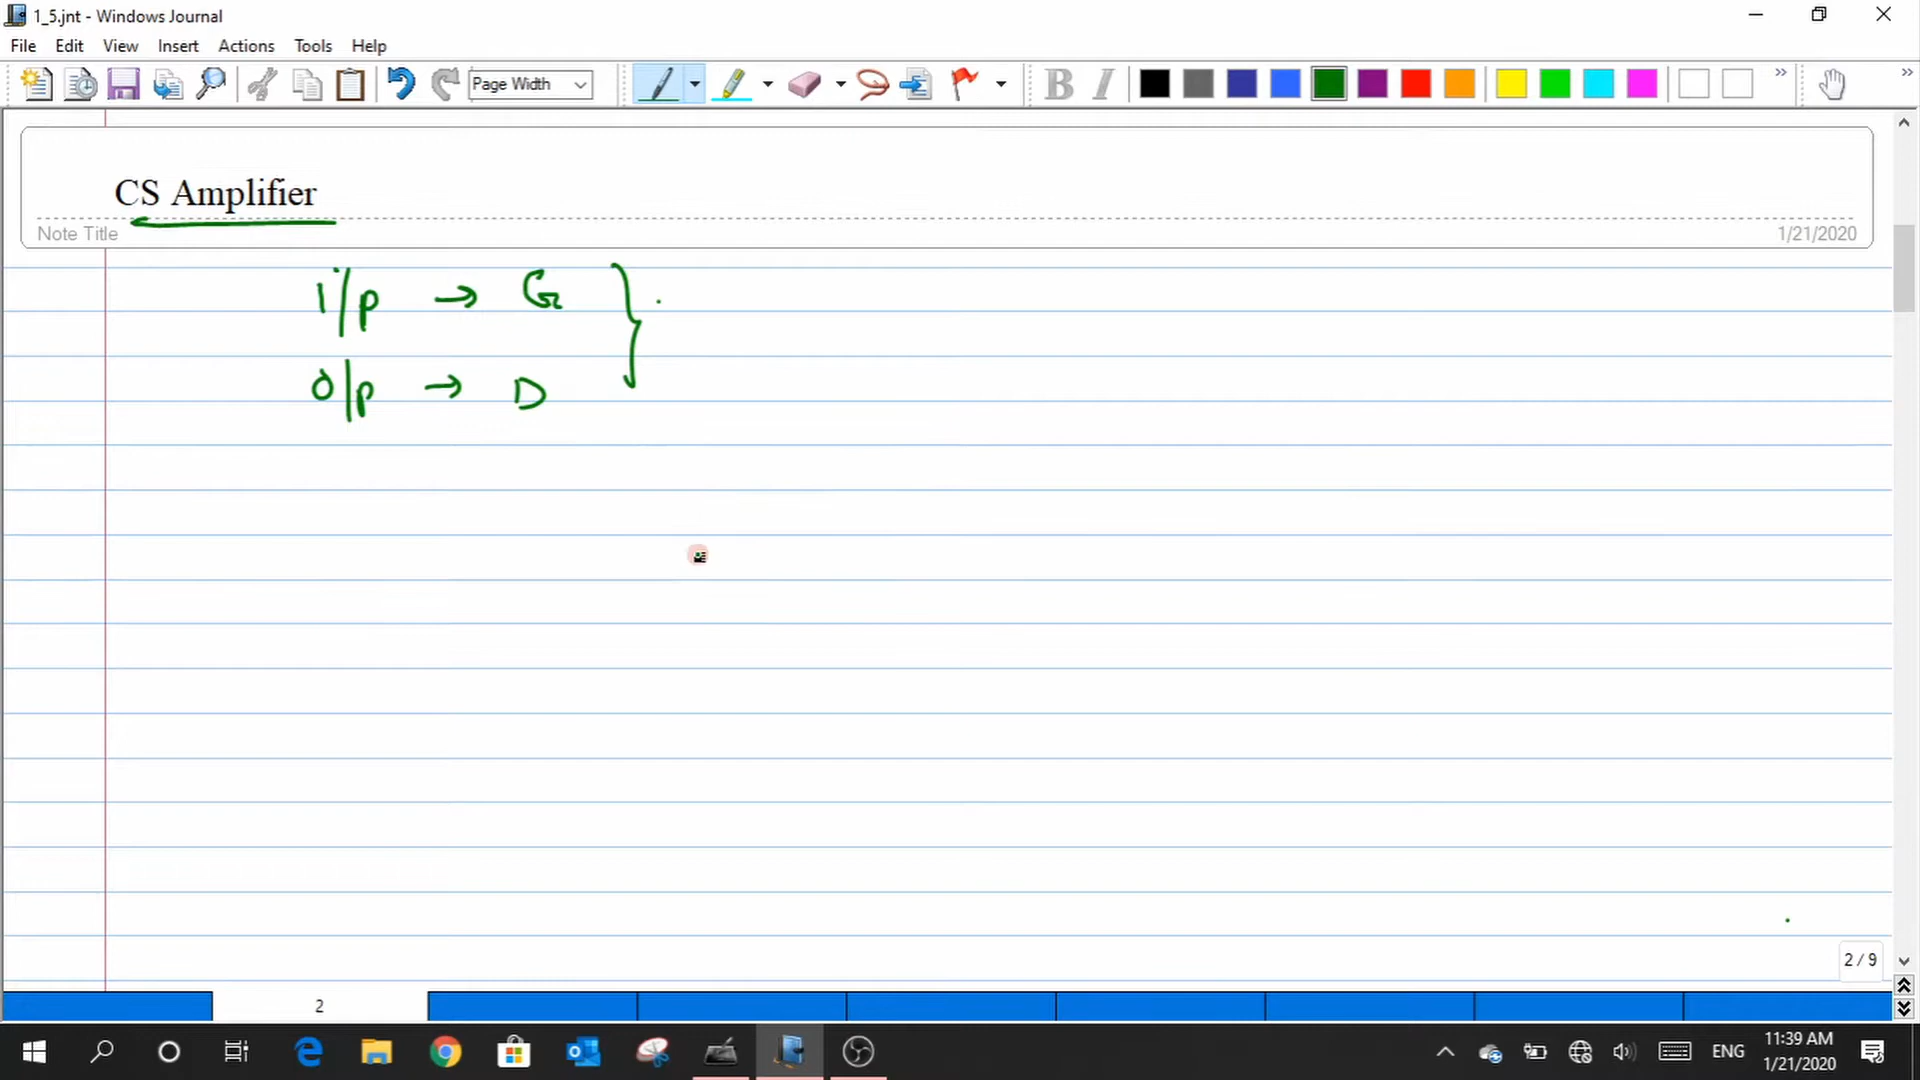 1_5.jnt - Windows Journal
File Edit View Insert Actions Tools Help
Page Width B I
CS Amplifier
Note Title 1/21/2020
i/p → G
o/p → D
2 / 9
2
ENG 11:39 AM
1/21/2020